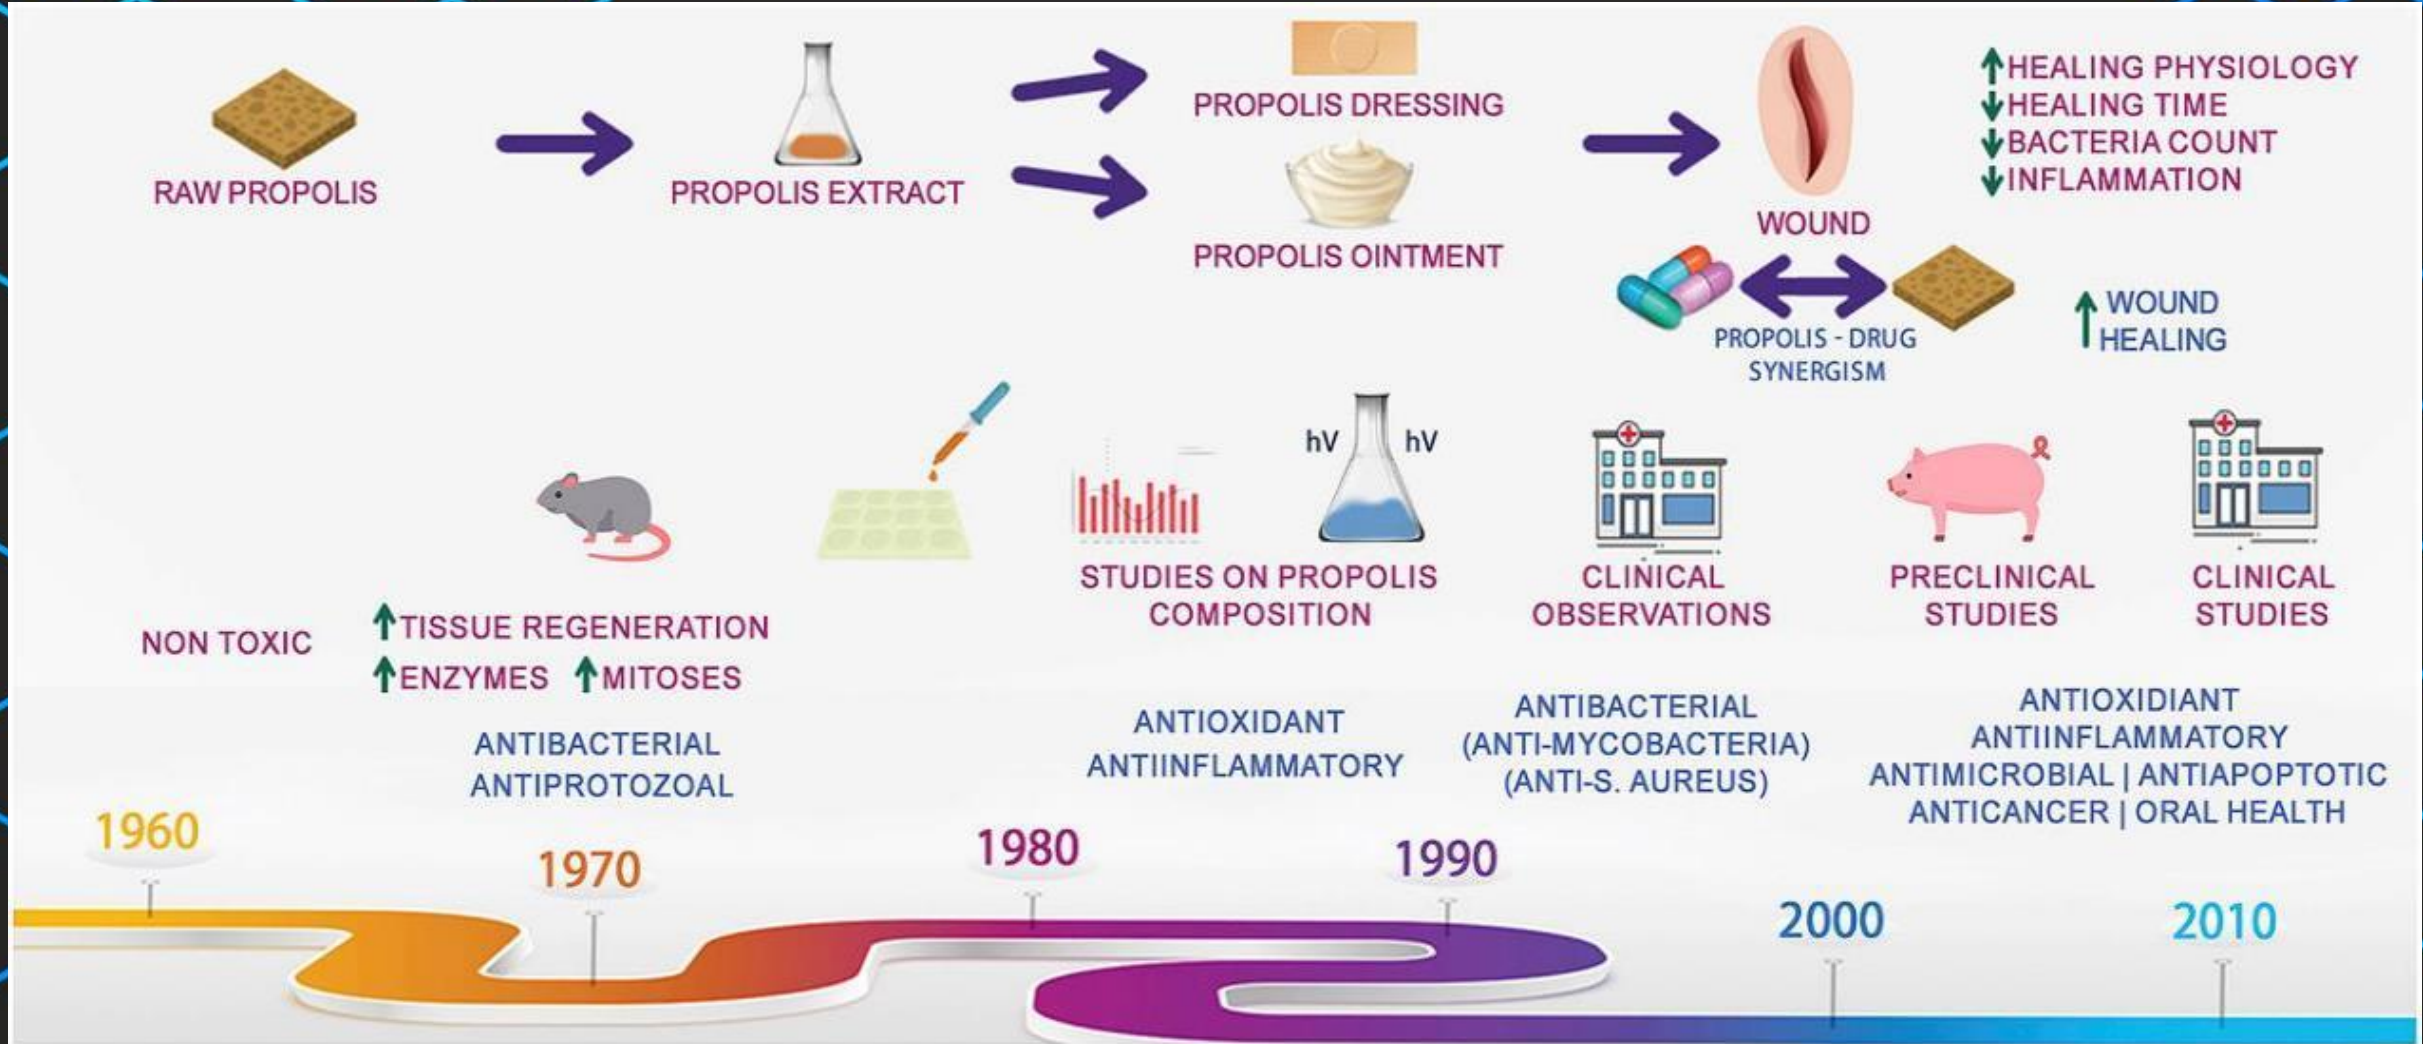 RAW PROPOLIS
PROPOLIS EXTRACT
PROPOLIS DRESSING
PROPOLIS OINTMENT
WOUND
HEALING PHYSIOLOGY
HEALING TIME
BACTERIA COUNT
INFLAMMATION
PROPOLIS - DRUG
SYNERGISM
WOUND
HEALING
NON TOXIC
TISSUE REGENERATION
ENZYMES MITOSES
ANTIBACTERIAL
ANTIPROTOZOAL
hV hV
STUDIES ON PROPOLIS
COMPOSITION
ANTIOXIDANT
ANTIINFLAMMATORY
CLINICAL
OBSERVATIONS
ANTIBACTERIAL
(ANTI-MYCOBACTERIA)
(ANTI-S. AUREUS)
PRECLINICAL
STUDIES
CLINICAL
STUDIES
ANTIOXIDIANT
ANTIINFLAMMATORY
ANTIMICROBIAL | ANTIAPOPTOTIC
ANTICANCER | ORAL HEALTH
1960
1970
1980
1990
2000
2010